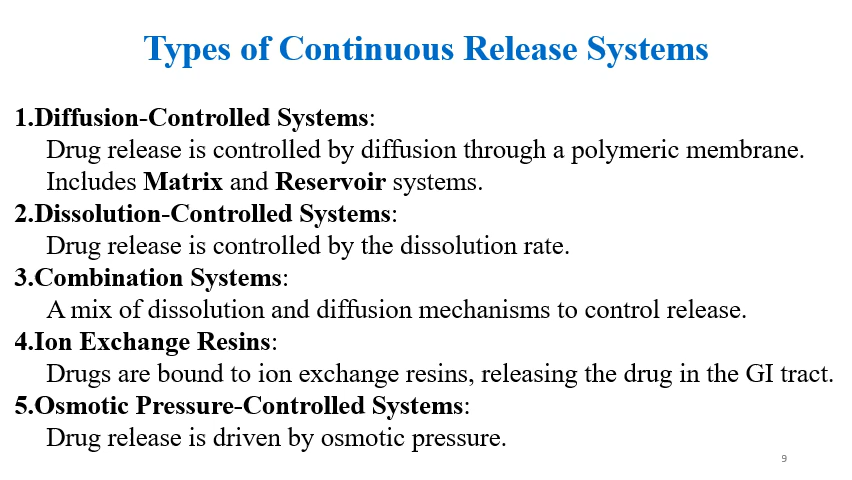 Types of Continuous Release Systems
1.Diffusion-Controlled Systems:
Drug release is controlled by diffusion through a polymeric membrane.
Includes Matrix and Reservoir systems.
2.Dissolution-Controlled Systems:
Drug release is controlled by the dissolution rate.
3.Combination Systems:
A mix of dissolution and diffusion mechanisms to control release.
4.Ion Exchange Resins:
Drugs are bound to ion exchange resins, releasing the drug in the GI tract.
5.Osmotic Pressure-Controlled Systems:
Drug release is driven by osmotic pressure.
9